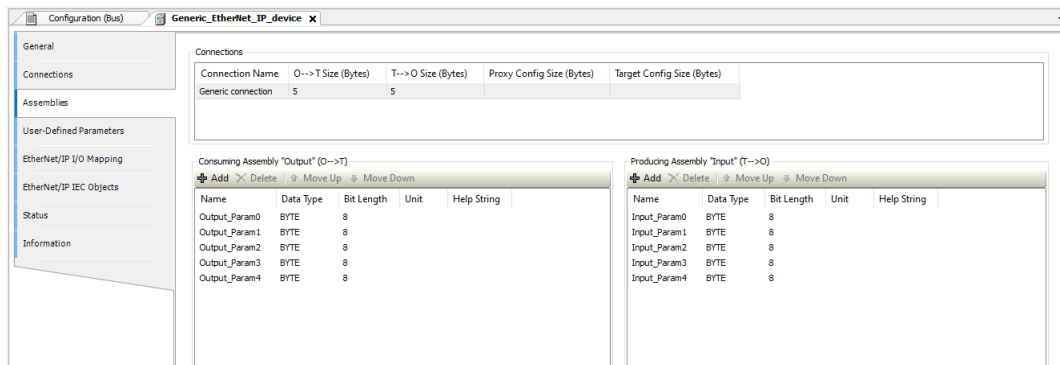 Configuration (Bus) Generic_EtherNet_IP_device x
General
Connections
Assemblies
User-Defined Parameters
EtherNet/IP I/O Mapping
EtherNet/IP IEC Objects
Status
Information
Connections
Connection Name O-->T Size (Bytes) T-->O Size (Bytes) Proxy Config Size (Bytes) Target Config Size (Bytes)
Generic connection 5 5
Consuming Assembly "Output" (O-->T)
Add Delete Move Up Move Down
Name Data Type Bit Length Unit Help String
Output_Param0 BYTE 8
Output_Param1 BYTE 8
Output_Param2 BYTE 8
Output_Param3 BYTE 8
Output_Param4 BYTE 8
Producing Assembly "Input" (T-->O)
Add Delete Move Up Move Down
Name Data Type Bit Length Unit Help String
Input_Param0 BYTE 8
Input_Param1 BYTE 8
Input_Param2 BYTE 8
Input_Param3 BYTE 8
Input_Param4 BYTE 8